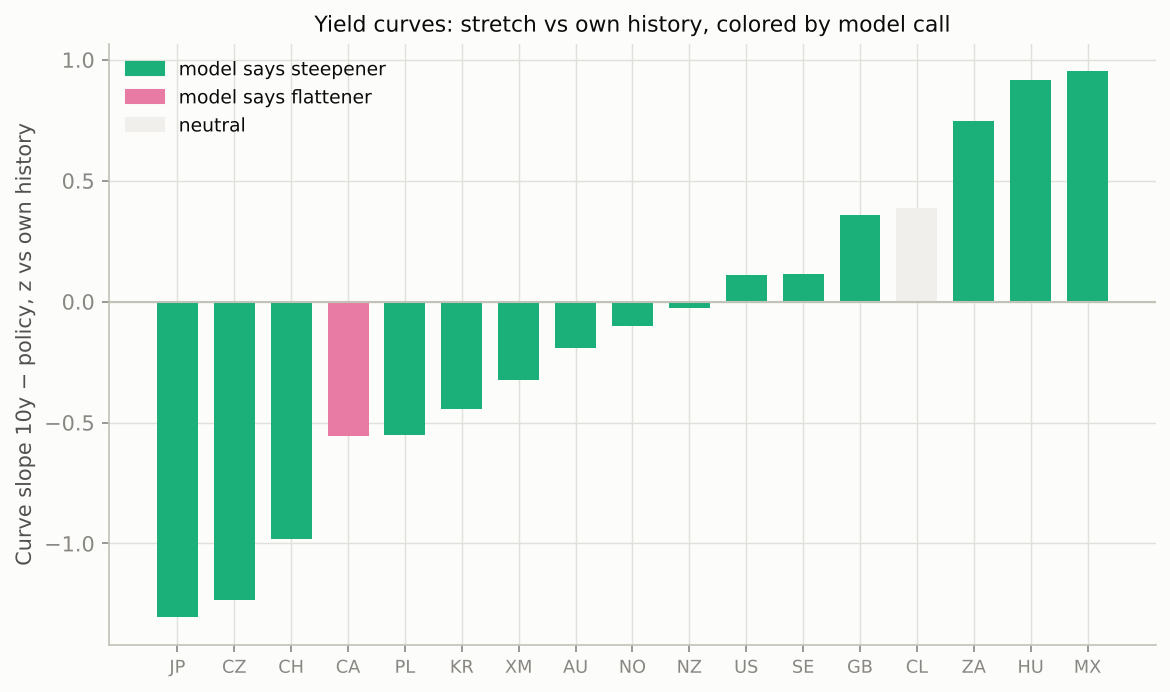 Yield curves: stretch vs own history, colored by model call
model says steepener
model says flattener
neutral
Curve slope 10y − policy, z vs own history
1.0
0.5
0.0
−0.5
−1.0
JP CZ CH CA PL KR XM AU NO NZ US SE GB CL ZA HU MX